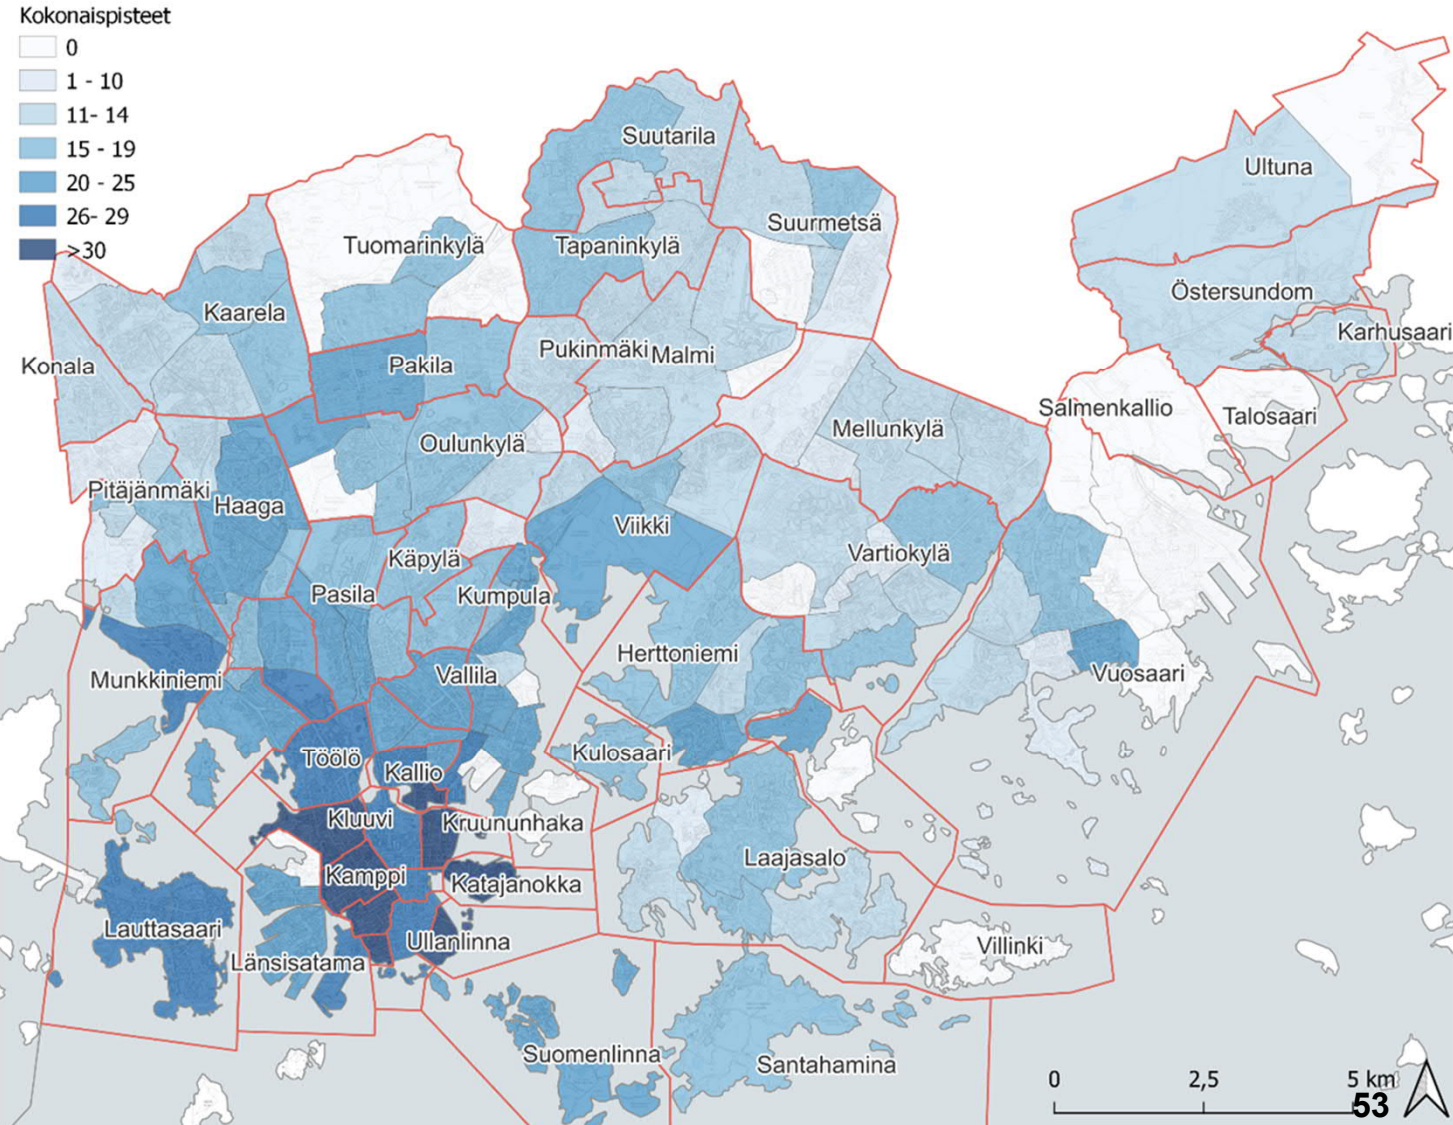 Kokonaispisteet
0
1 - 10
11- 14
15 - 19
20 - 25
26- 29
>30
Suutarila
Ultuna
Suurmetsä
Tuomarinkylä
Tapaninkylä
Östersundom
Kaarela
Karhusaari
Pukinmäki
Malmi
Konala
Pakila
Salmenkallio
Talosaari
Mellunkylä
Oulunkylä
Pitäjänmäki
Haaga
Viikki
Vartiokylä
Käpylä
Pasila
Kumpula
Herttoniemi
Vuosaari
Vallila
Munkkiniemi
Kulosaari
Töölö
Kallio
Kluuvi
Kruununhaka
Laajasalo
Kamppi
Katajanokka
Lauttasaari
Ullanlinna
Villinki
Länsisatama
Suomenlinna
Santahamina
0
2,5
5 km
53